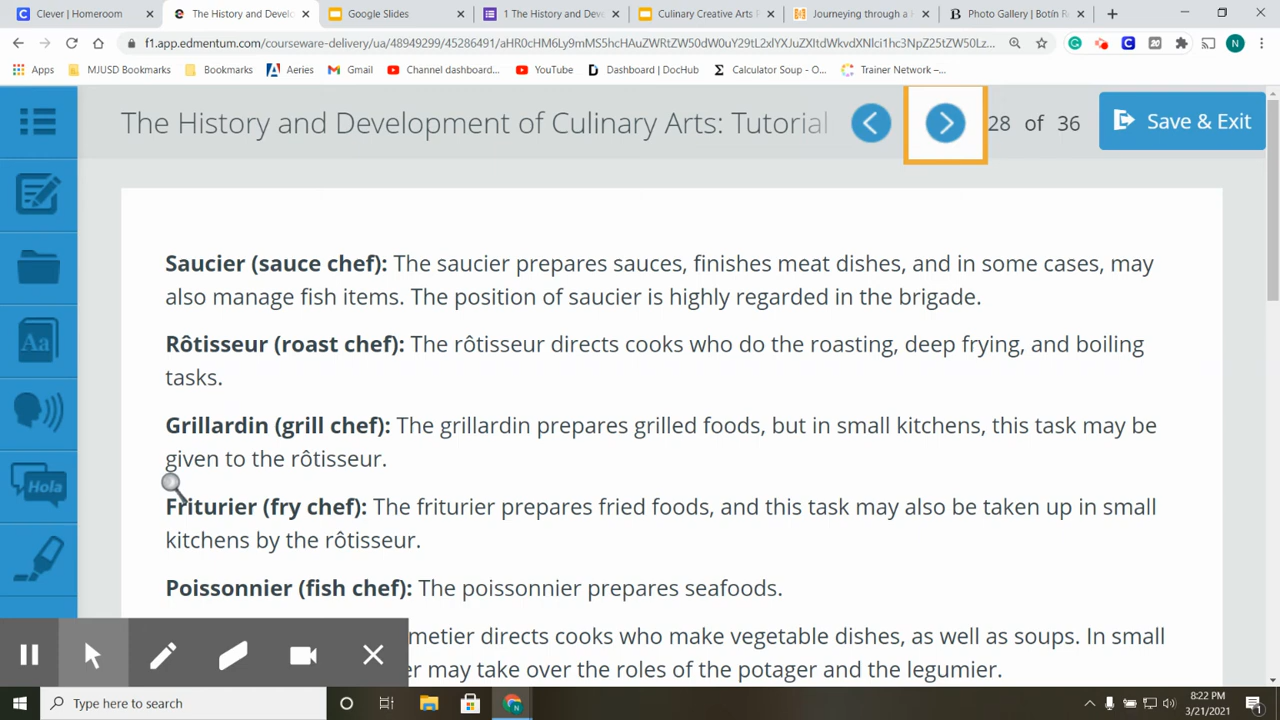 Clever | Homeroom
The History and Develo
Google Slides
1 The History and Dev
Culinary Creative Arts
Journeying through a
Photo Gallery | Botín R
f1.app.edmentum.com/courseware-delivery/ua/
Apps
MJUSD Bookmarks
Bookmarks
Aeries
Gmail
Channel dashboard...
YouTube
Dashboard | DocHub
Calculator Soup - O...
Trainer Network –...
The History and Development of Culinary Arts: Tutorial
28 of 36
Save & Exit
Saucier (sauce chef): The saucier prepares sauces, finishes meat dishes, and in some cases, may
also manage fish items. The position of saucier is highly regarded in the brigade.
Rôtisseur (roast chef): The rôtisseur directs cooks who do the roasting, deep frying, and boiling
tasks.
Grillardin (grill chef): The grillardin prepares grilled foods, but in small kitchens, this task may be
given to the rôtisseur.
Friturier (fry chef): The friturier prepares fried foods, and this task may also be taken up in small
kitchens by the rôtisseur.
Poissonnier (fish chef): The poissonnier prepares seafoods.
metier directs cooks who make vegetable dishes, as well as soups. In small
er may take over the roles of the potager and the legumier.
Aa
Hola
Type here to search
8:22 PM
3/21/2021